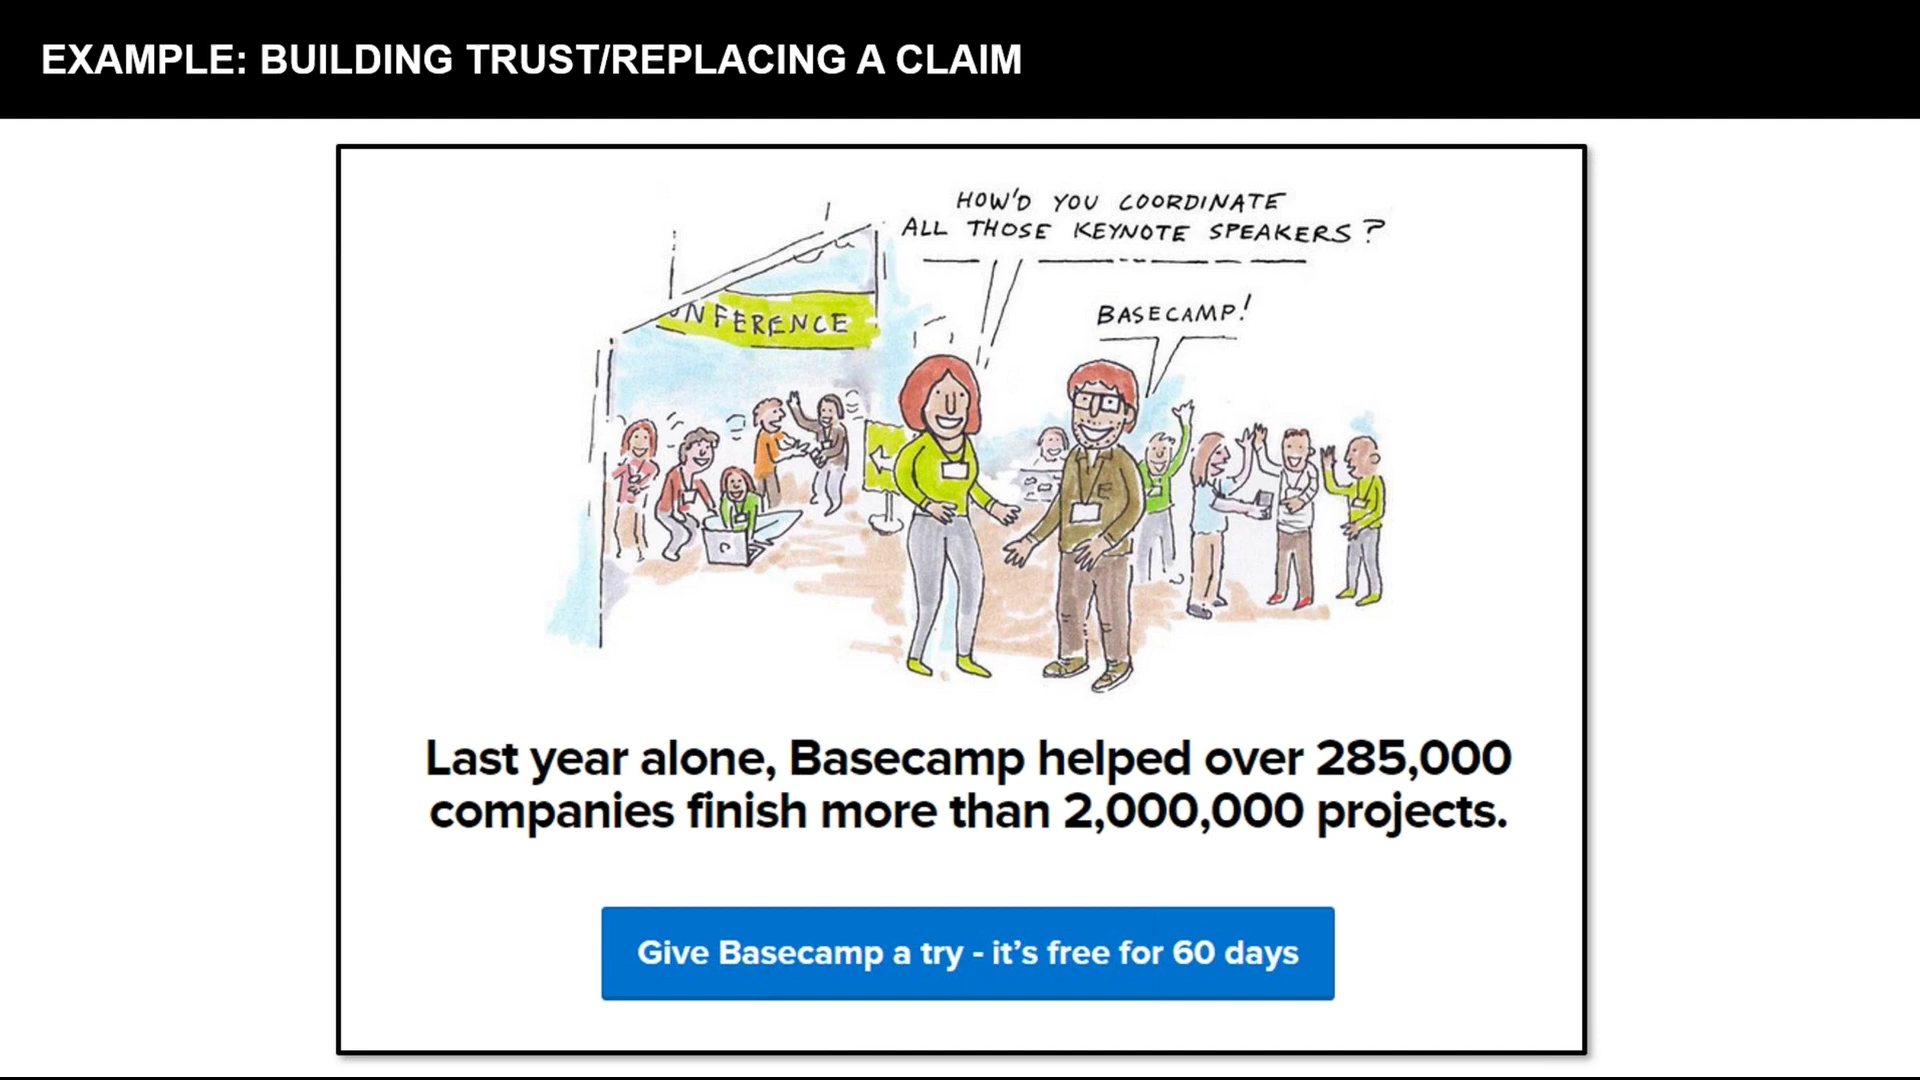 EXAMPLE: BUILDING TRUST/REPLACING A CLAIM
HOW'D YOU COORDINATE
ALL THOSE KEYNOTE SPEAKERS?
BASECAMP!
NFERENCE
Last year alone, Basecamp helped over 285,000
companies finish more than 2,000,000 projects.
Give Basecamp a try - it's free for 60 days